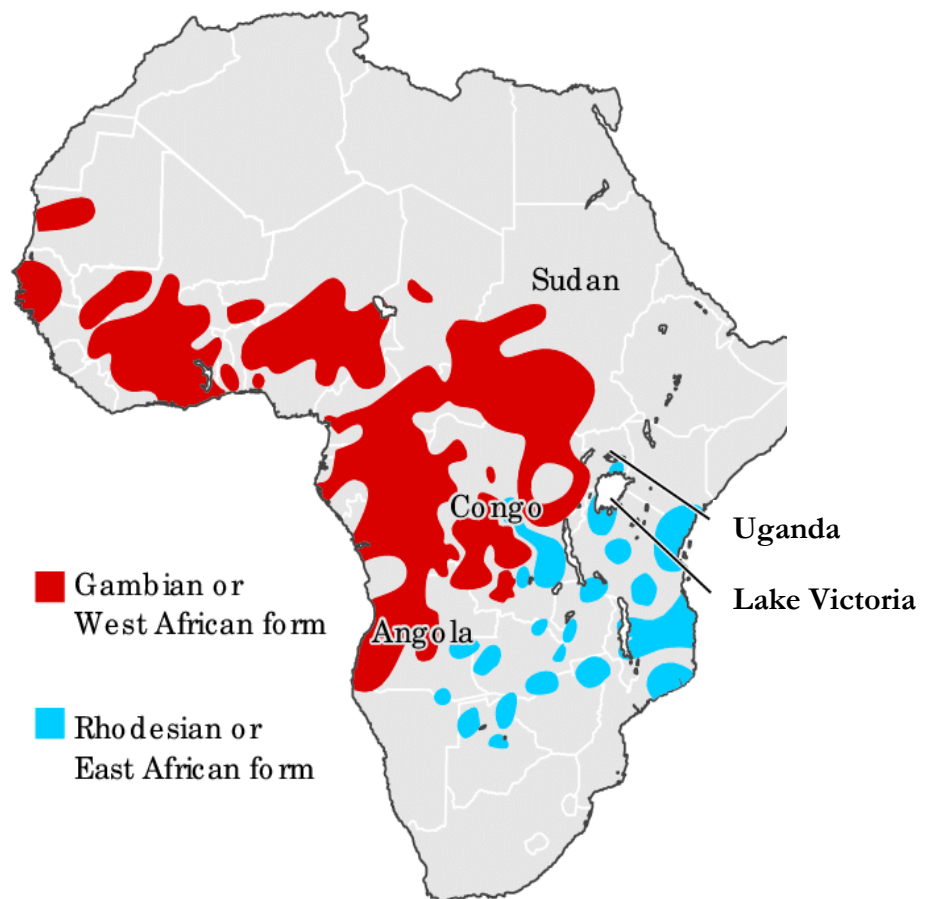 Sudan
Congo
Uganda
Gambian or
West African form
Lake Victoria
Angola
Rhodesian or
East African form